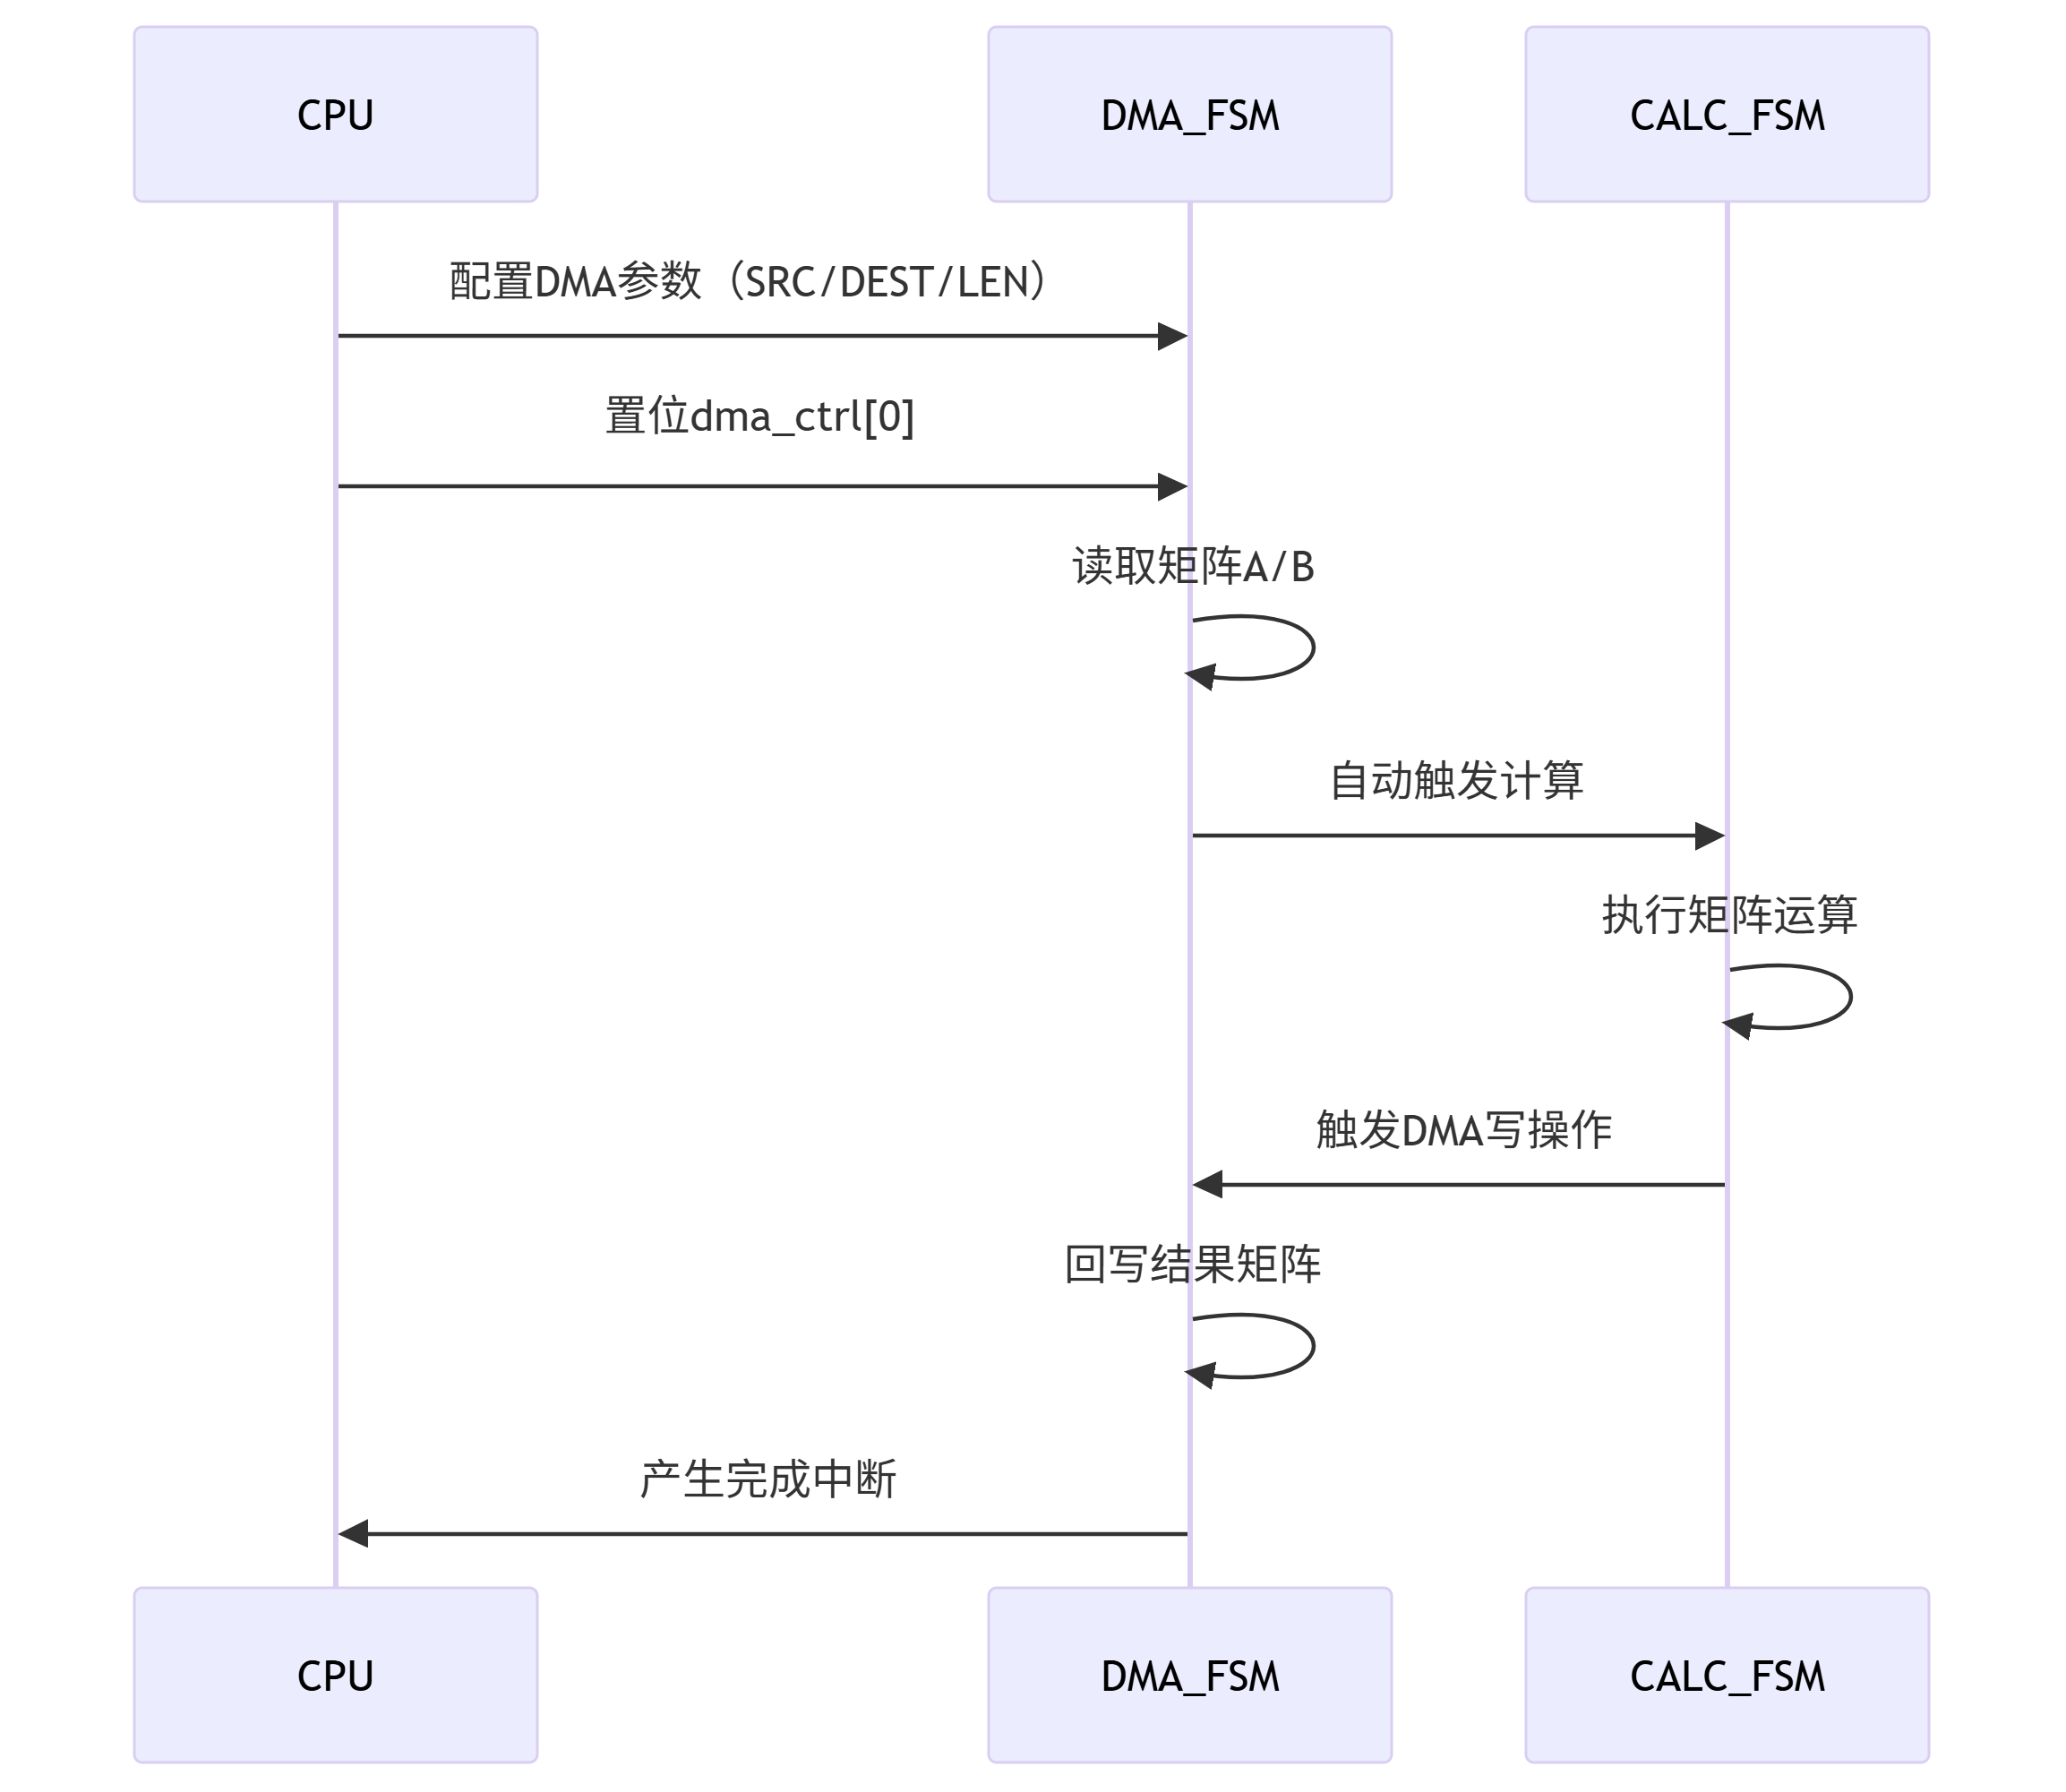 CPU
DMA_FSM
CALC_FSM
配置DMA参数（SRC/DEST/LEN）
置位dma_ctrl[0]
读取矩阵A/B
自动触发计算
执行矩阵运算
触发DMA写操作
回写结果矩阵
产生完成中断
CPU
DMA_FSM
CALC_FSM